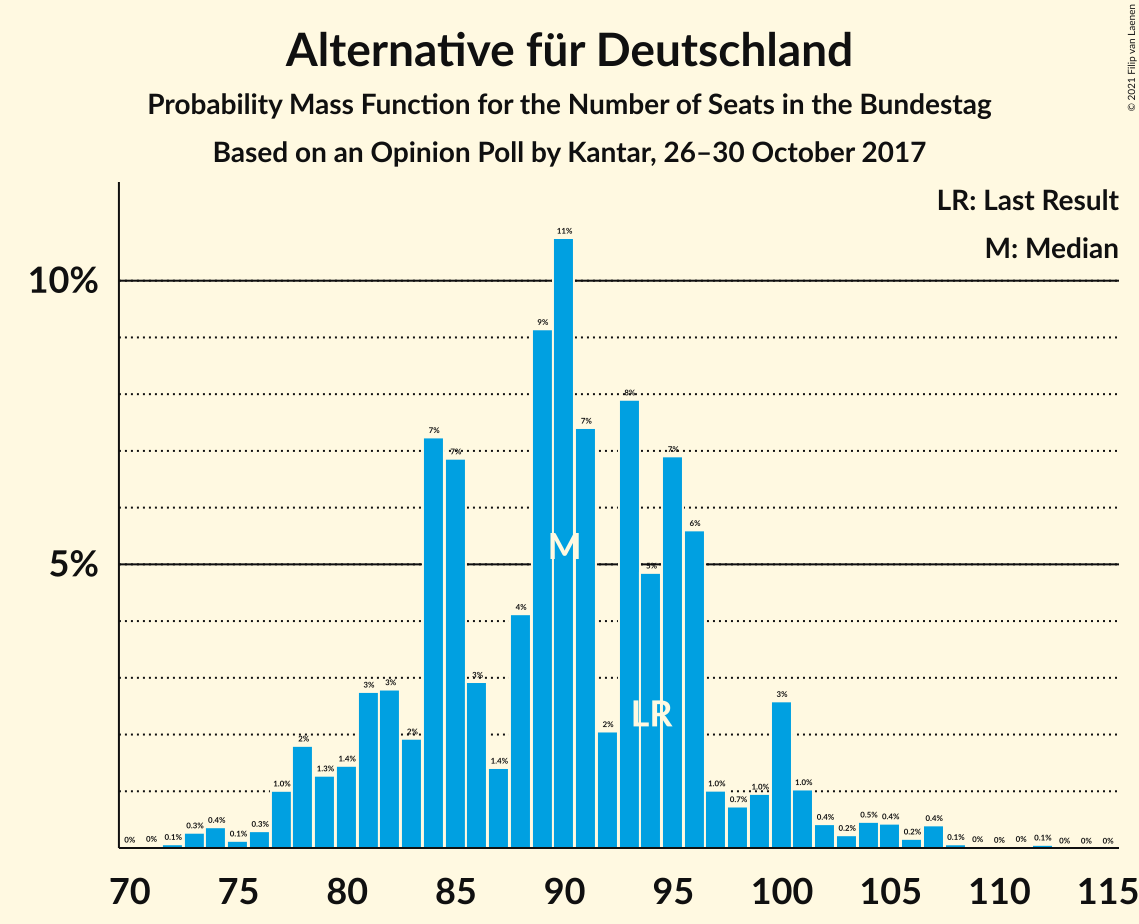 Alternative für Deutschland
Probability Mass Function for the Number of Seats in the Bundestag
Based on an Opinion Poll by Kantar, 26–30 October 2017
© 2021 Filip van Laenen
LR: Last Result
M: Median
10%
5%
0% 0% 0.1% 0.3% 0.4% 0.1% 0.3% 1.0% 2% 1.3% 1.4% 3% 3% 2% 7% 7% 3% 1.4% 4% 9% 11% 7% 2% 8% 5% 7% 6% 1.0% 0.7% 1.0% 3% 1.0% 0.4% 0.2% 0.5% 0.4% 0.2% 0.4% 0.1% 0% 0% 0% 0.1% 0% 0% 0%
M
LR
70 75 80 85 90 95 100 105 110 115